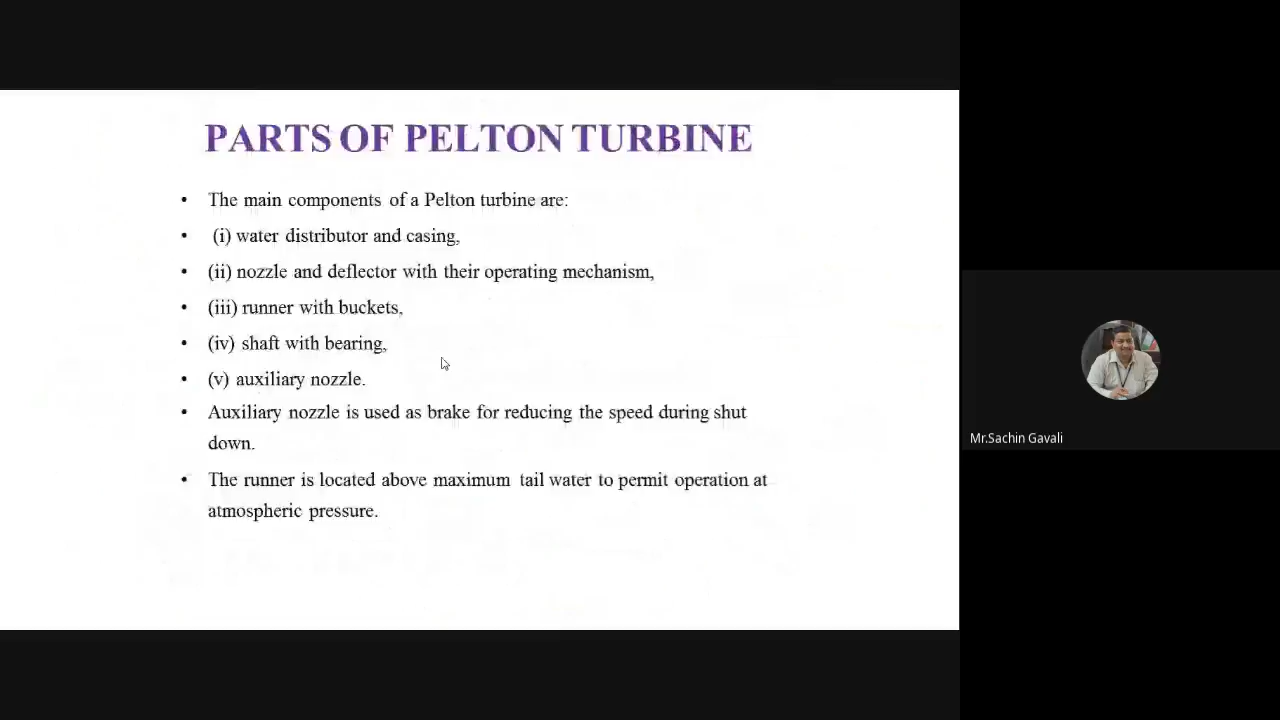 PARTS OF PELTON TURBINE
• The main components of a Pelton turbine are:
• (i) water distributor and casing,
• (ii) nozzle and deflector with their operating mechanism,
• (iii) runner with buckets,
• (iv) shaft with bearing,
• (v) auxiliary nozzle.
• Auxiliary nozzle is used as brake for reducing the speed during shut
down.
• The runner is located above maximum tail water to permit operation at
atmospheric pressure.
Mr.Sachin Gavali